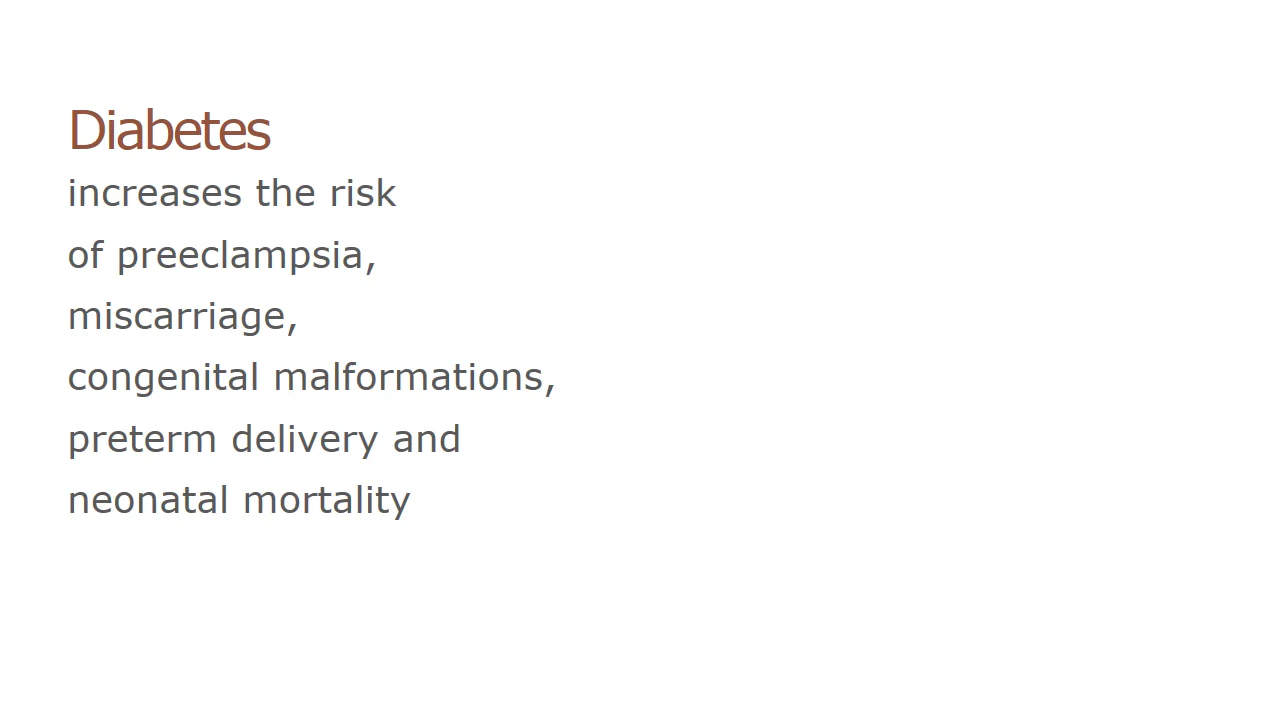 Diabetes
increases the risk
of preeclampsia,
miscarriage,
congenital malformations,
preterm delivery and
neonatal mortality